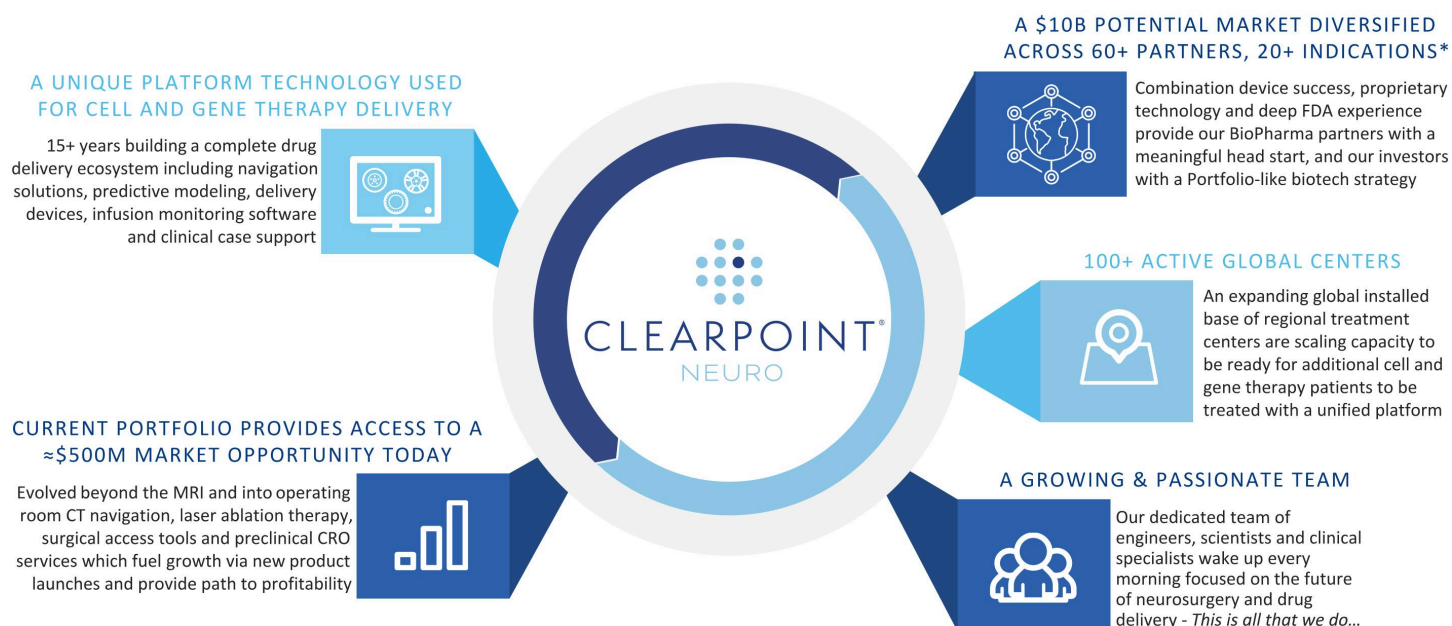 A UNIQUE PLATFORM TECHNOLOGY USED
FOR CELL AND GENE THERAPY DELIVERY
15+ years building a complete drug
delivery ecosystem including navigation
solutions, predictive modeling, delivery
devices, infusion monitoring software
and clinical case support
CURRENT PORTFOLIO PROVIDES ACCESS TO A
≈$500M MARKET OPPORTUNITY TODAY
Evolved beyond the MRI and into operating
room CT navigation, laser ablation therapy,
surgical access tools and preclinical CRO
services which fuel growth via new product
launches and provide path to profitability
CLEARPOINT®
NEURO
A $10B POTENTIAL MARKET DIVERSIFIED
ACROSS 60+ PARTNERS, 20+ INDICATIONS*
Combination device success, proprietary
technology and deep FDA experience
provide our BioPharma partners with a
meaningful head start, and our investors
with a Portfolio-like biotech strategy
100+ ACTIVE GLOBAL CENTERS
An expanding global installed
base of regional treatment
centers are scaling capacity to
be ready for additional cell and
gene therapy patients to be
treated with a unified platform
A GROWING & PASSIONATE TEAM
Our dedicated team of
engineers, scientists and clinical
specialists wake up every
morning focused on the future
of neurosurgery and drug
delivery - This is all that we do...